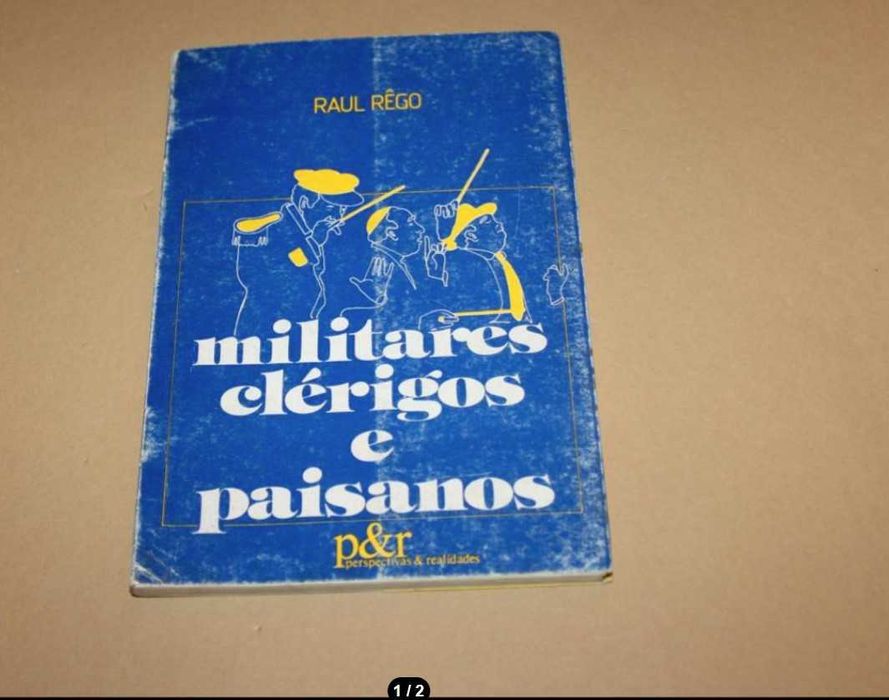 RAUL RÊGO
militares
clérigos
e
paisanos
p&r
perspectivas & realidades
1 / 2